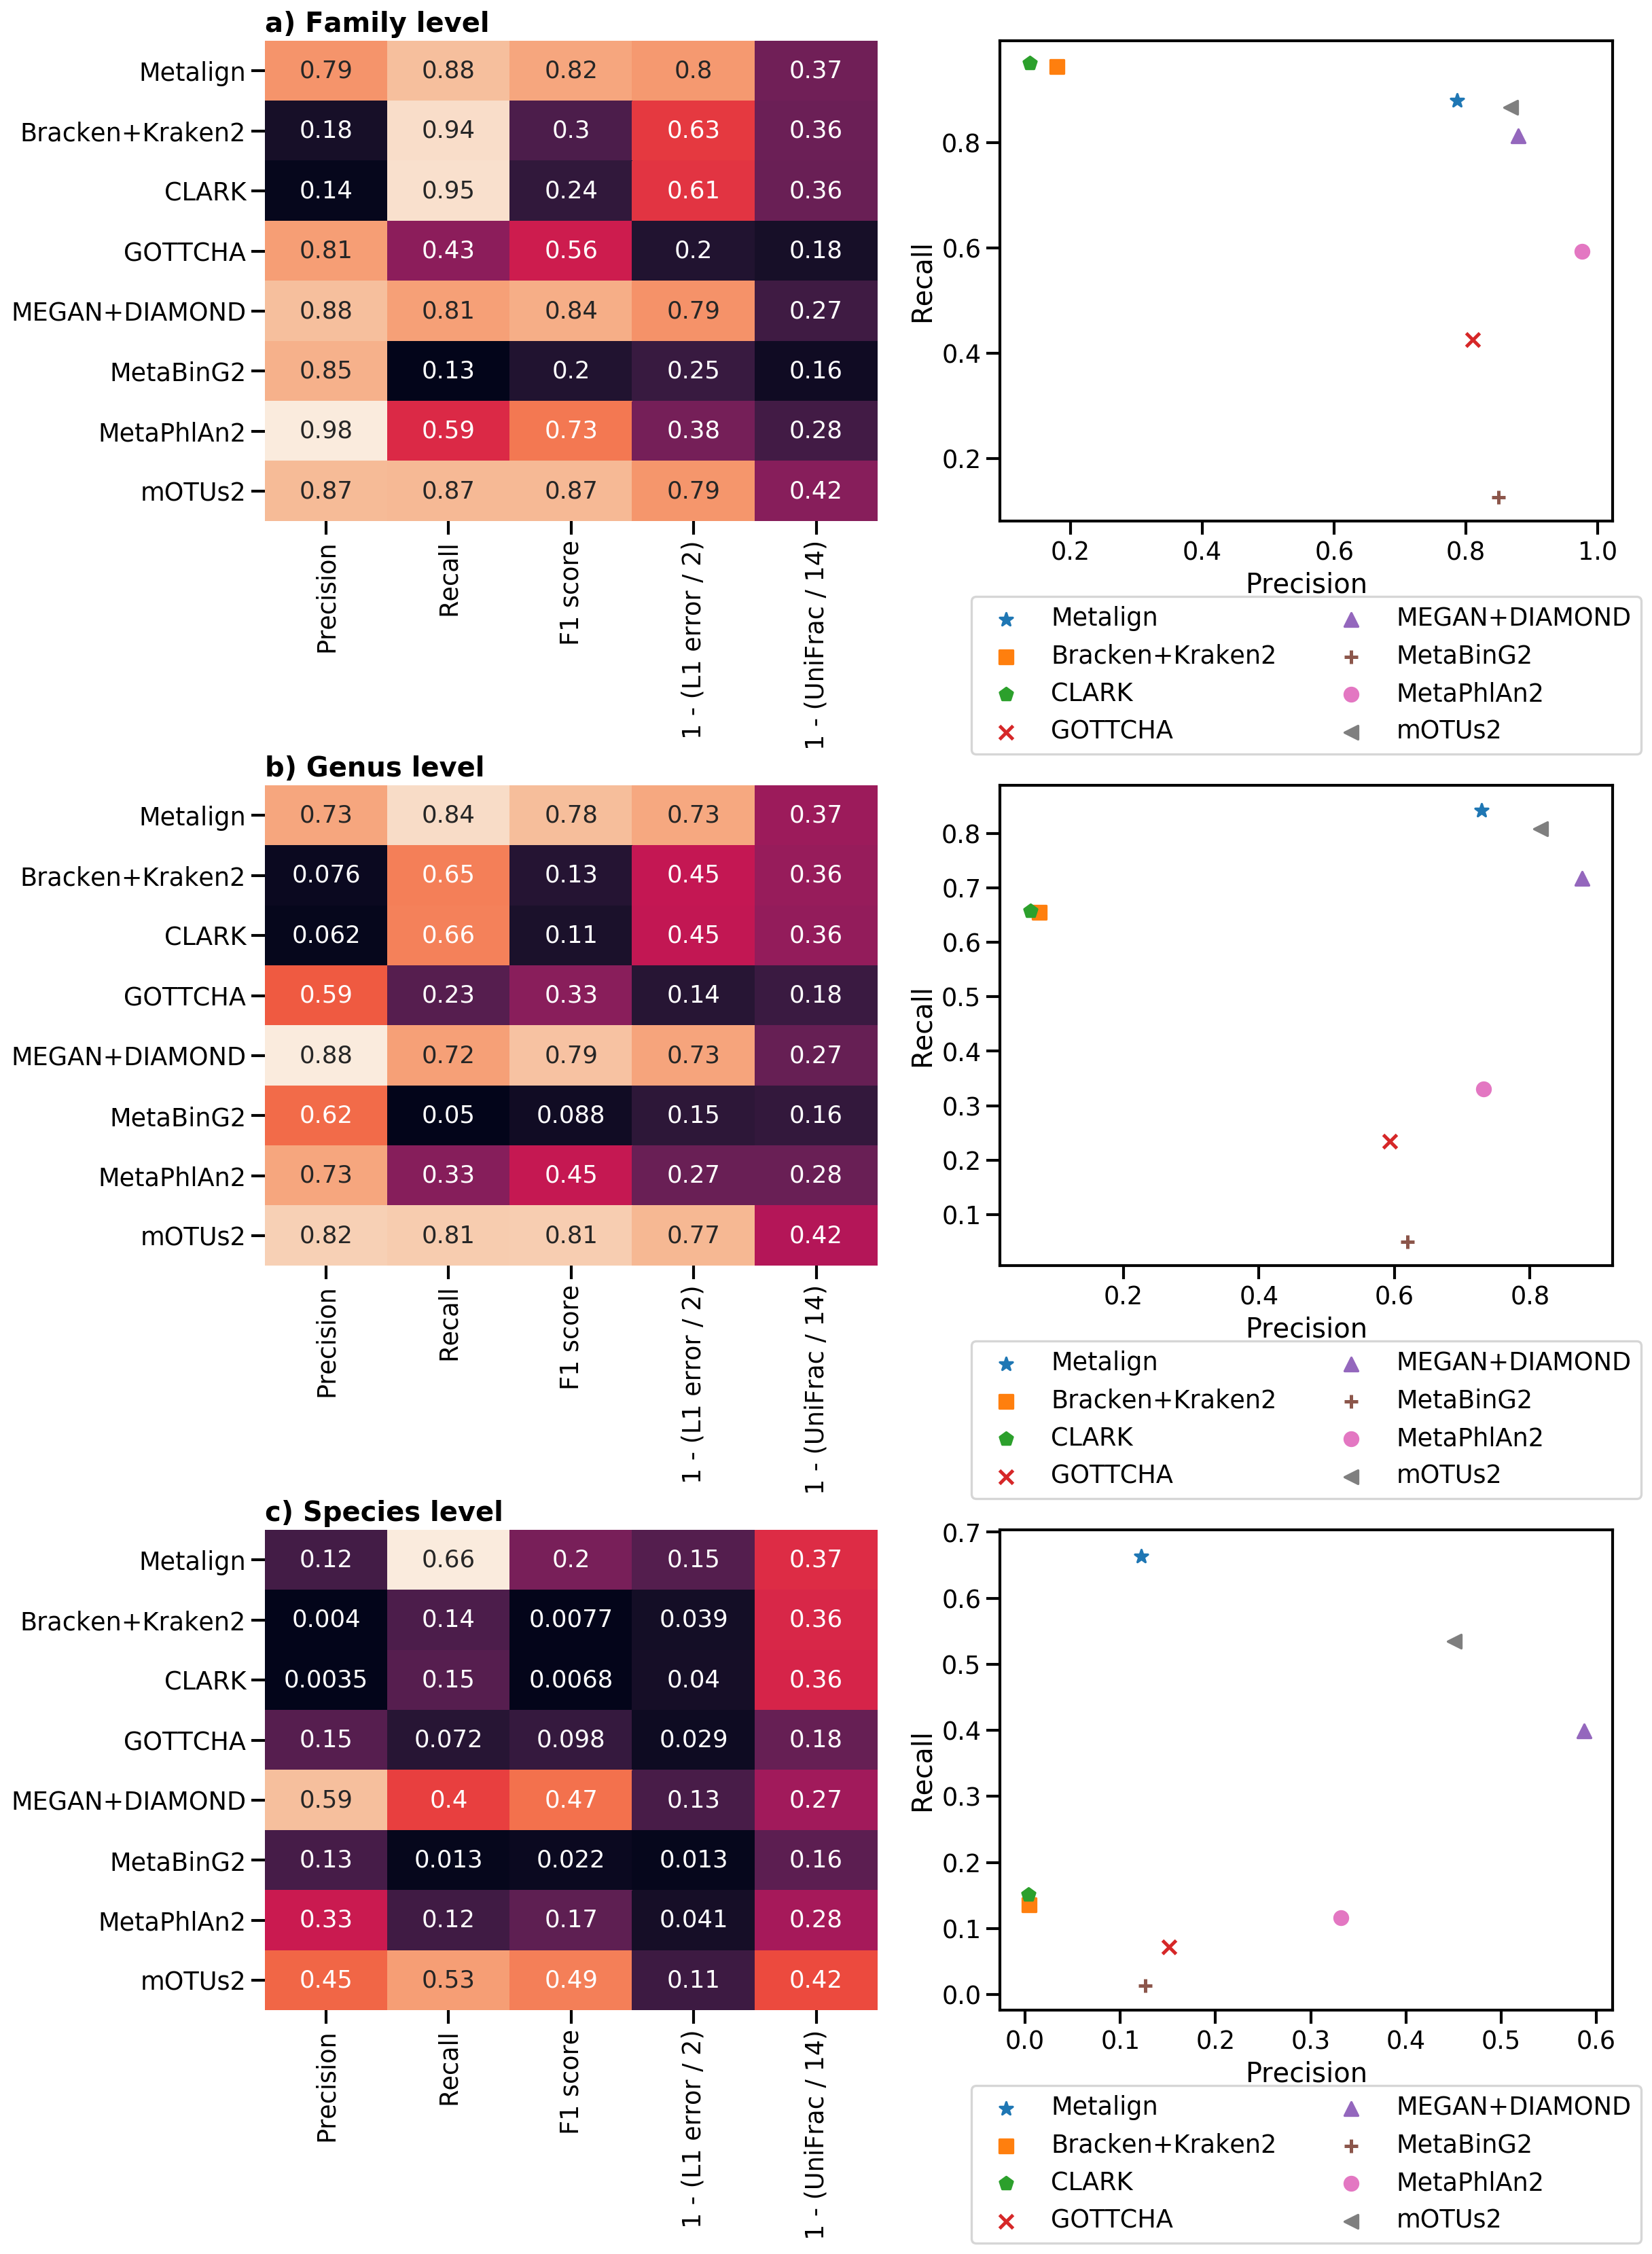 a) Family level
Metalign 0.79 0.88 0.82 0.8 0.37
Bracken+Kraken2 0.18 0.94 0.3 0.63 0.36
CLARK 0.14 0.95 0.24 0.61 0.36
GOTTCHA 0.81 0.43 0.56 0.2 0.18
MEGAN+DIAMOND 0.88 0.81 0.84 0.79 0.27
MetaBinG2 0.85 0.13 0.2 0.25 0.16
MetaPhlAn2 0.98 0.59 0.73 0.38 0.28
mOTUs2 0.87 0.87 0.87 0.79 0.42
Precision
Recall
F1 score
1 - (L1 error / 2)
1 - (UniFrac / 14)
Recall
0.8
0.6
0.4
0.2
0.2 0.4 0.6 0.8 1.0
Precision
Metalign MEGAN+DIAMOND
Bracken+Kraken2 MetaBinG2
CLARK MetaPhlAn2
GOTTCHA mOTUs2
b) Genus level
Metalign 0.73 0.84 0.78 0.73 0.37
Bracken+Kraken2 0.076 0.65 0.13 0.45 0.36
CLARK 0.062 0.66 0.11 0.45 0.36
GOTTCHA 0.59 0.23 0.33 0.14 0.18
MEGAN+DIAMOND 0.88 0.72 0.79 0.73 0.27
MetaBinG2 0.62 0.05 0.088 0.15 0.16
MetaPhlAn2 0.73 0.33 0.45 0.27 0.28
mOTUs2 0.82 0.81 0.81 0.77 0.42
Precision
Recall
F1 score
1 - (L1 error / 2)
1 - (UniFrac / 14)
Recall
0.8
0.7
0.6
0.5
0.4
0.3
0.2
0.1
0.2 0.4 0.6 0.8
Precision
Metalign MEGAN+DIAMOND
Bracken+Kraken2 MetaBinG2
CLARK MetaPhlAn2
GOTTCHA mOTUs2
c) Species level
Metalign 0.12 0.66 0.2 0.15 0.37
Bracken+Kraken2 0.004 0.14 0.0077 0.039 0.36
CLARK 0.0035 0.15 0.0068 0.04 0.36
GOTTCHA 0.15 0.072 0.098 0.029 0.18
MEGAN+DIAMOND 0.59 0.4 0.47 0.13 0.27
MetaBinG2 0.13 0.013 0.022 0.013 0.16
MetaPhlAn2 0.33 0.12 0.17 0.041 0.28
mOTUs2 0.45 0.53 0.49 0.11 0.42
Precision
Recall
F1 score
1 - (L1 error / 2)
1 - (UniFrac / 14)
Recall
0.7
0.6
0.5
0.4
0.3
0.2
0.1
0.0
0.0 0.1 0.2 0.3 0.4 0.5 0.6
Precision
Metalign MEGAN+DIAMOND
Bracken+Kraken2 MetaBinG2
CLARK MetaPhlAn2
GOTTCHA mOTUs2